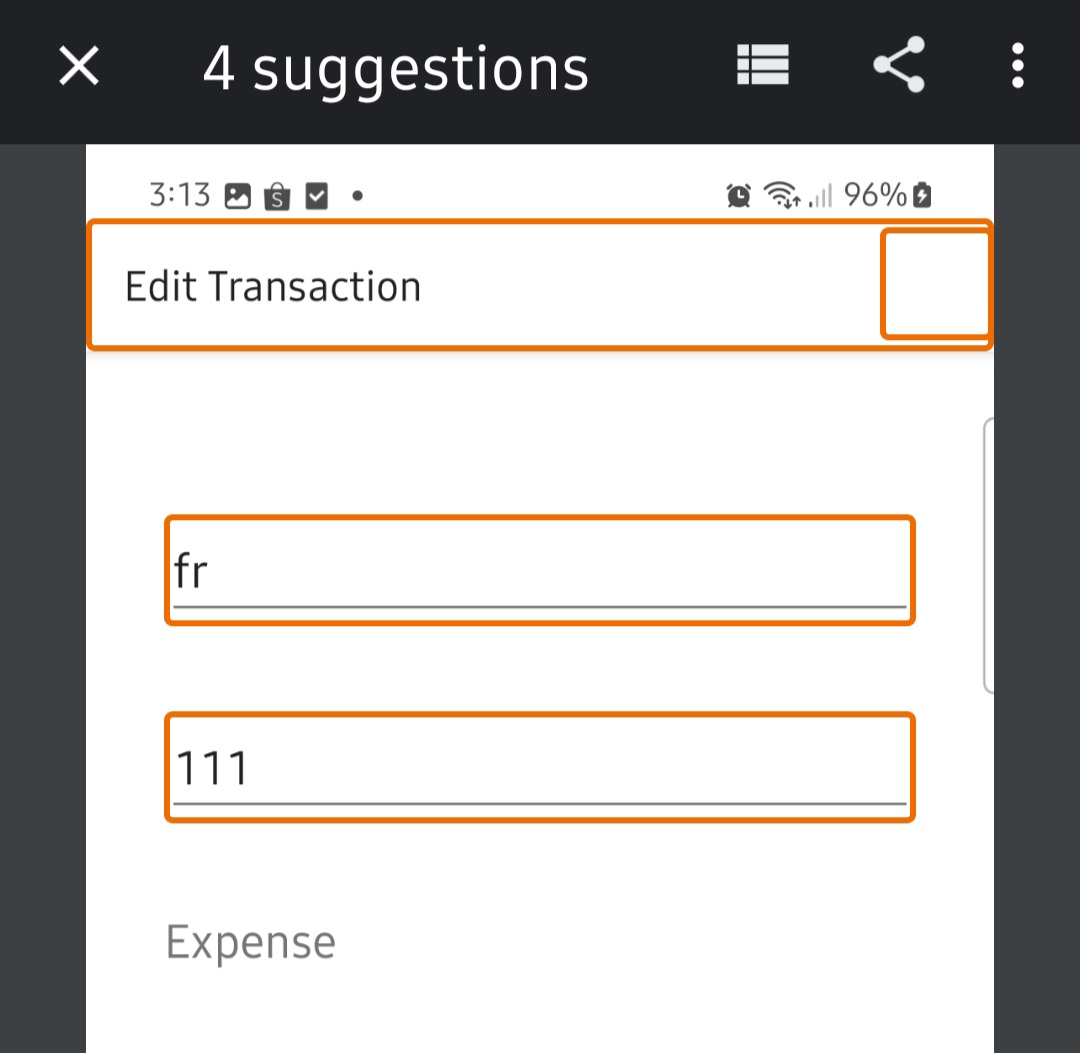 4 suggestions
3:13 96%
Edit Transaction
fr
111
Expense